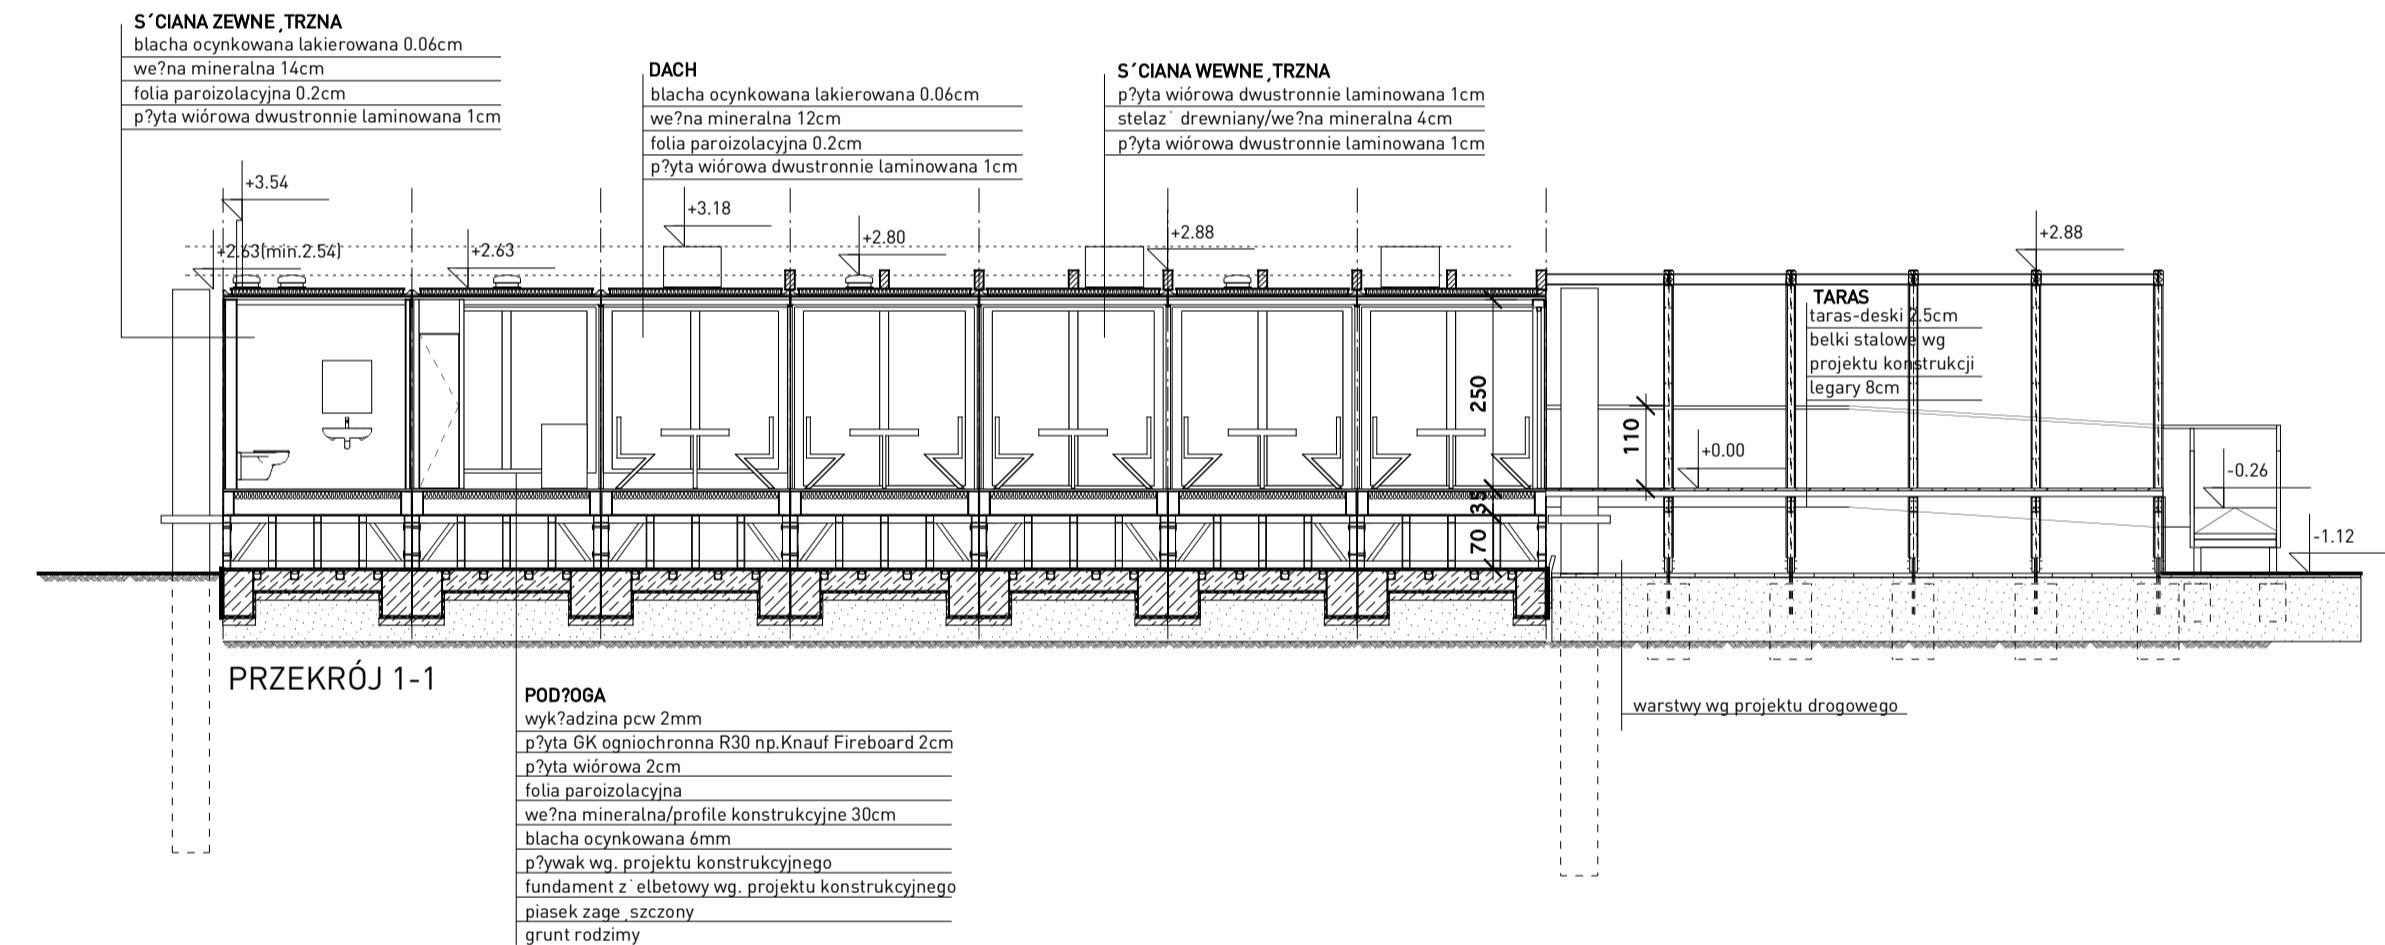 S´CIANA ZEWNE¸TRZNA
blacha ocynkowana lakierowana 0.06cm
we?na mineralna 14cm
folia paroizolacyjna 0.2cm
p?yta wiórowa dwustronnie laminowana 1cm
DACH
blacha ocynkowana lakierowana 0.06cm
we?na mineralna 12cm
folia paroizolacyjna 0.2cm
p?yta wiórowa dwustronnie laminowana 1cm
S´CIANA WEWNE¸TRZNA
p?yta wiórowa dwustronnie laminowana 1cm
stelaz˙ drewniany/we?na mineralna 4cm
p?yta wiórowa dwustronnie laminowana 1cm
+3.54
+3.18
+2.63(min.2.54)
+2.63
+2.80
+2.88
+2.88
TARAS
taras-deski 2.5cm
belki stalowe wg
projektu konstrukcji
legary 8cm
250
110
+0.00
-0.26
35
70
-1.12
PRZEKRÓJ 1-1
POD?OGA
wyk?adzina pcw 2mm
p?yta GK ogniochronna R30 np.Knauf Fireboard 2cm
p?yta wiórowa 2cm
folia paroizolacyjna
we?na mineralna/profile konstrukcyjne 30cm
blacha ocynkowana 6mm
p?ywak wg. projektu konstrukcyjnego
fundament z˙elbetowy wg. projektu konstrukcyjnego
piasek zage¸szczony
grunt rodzimy
warstwy wg projektu drogowego